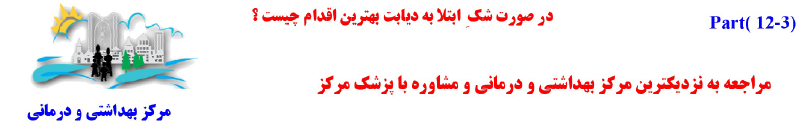 Part( 12-3)
در صورت شکِ ابتلا به دیابت بهترین اقدام چیست ؟
مراجعه به نزدیکترین مرکز بهداشتی و درمانی و مشاوره با پزشک مرکز
مرکز بهداشتی و درمانی